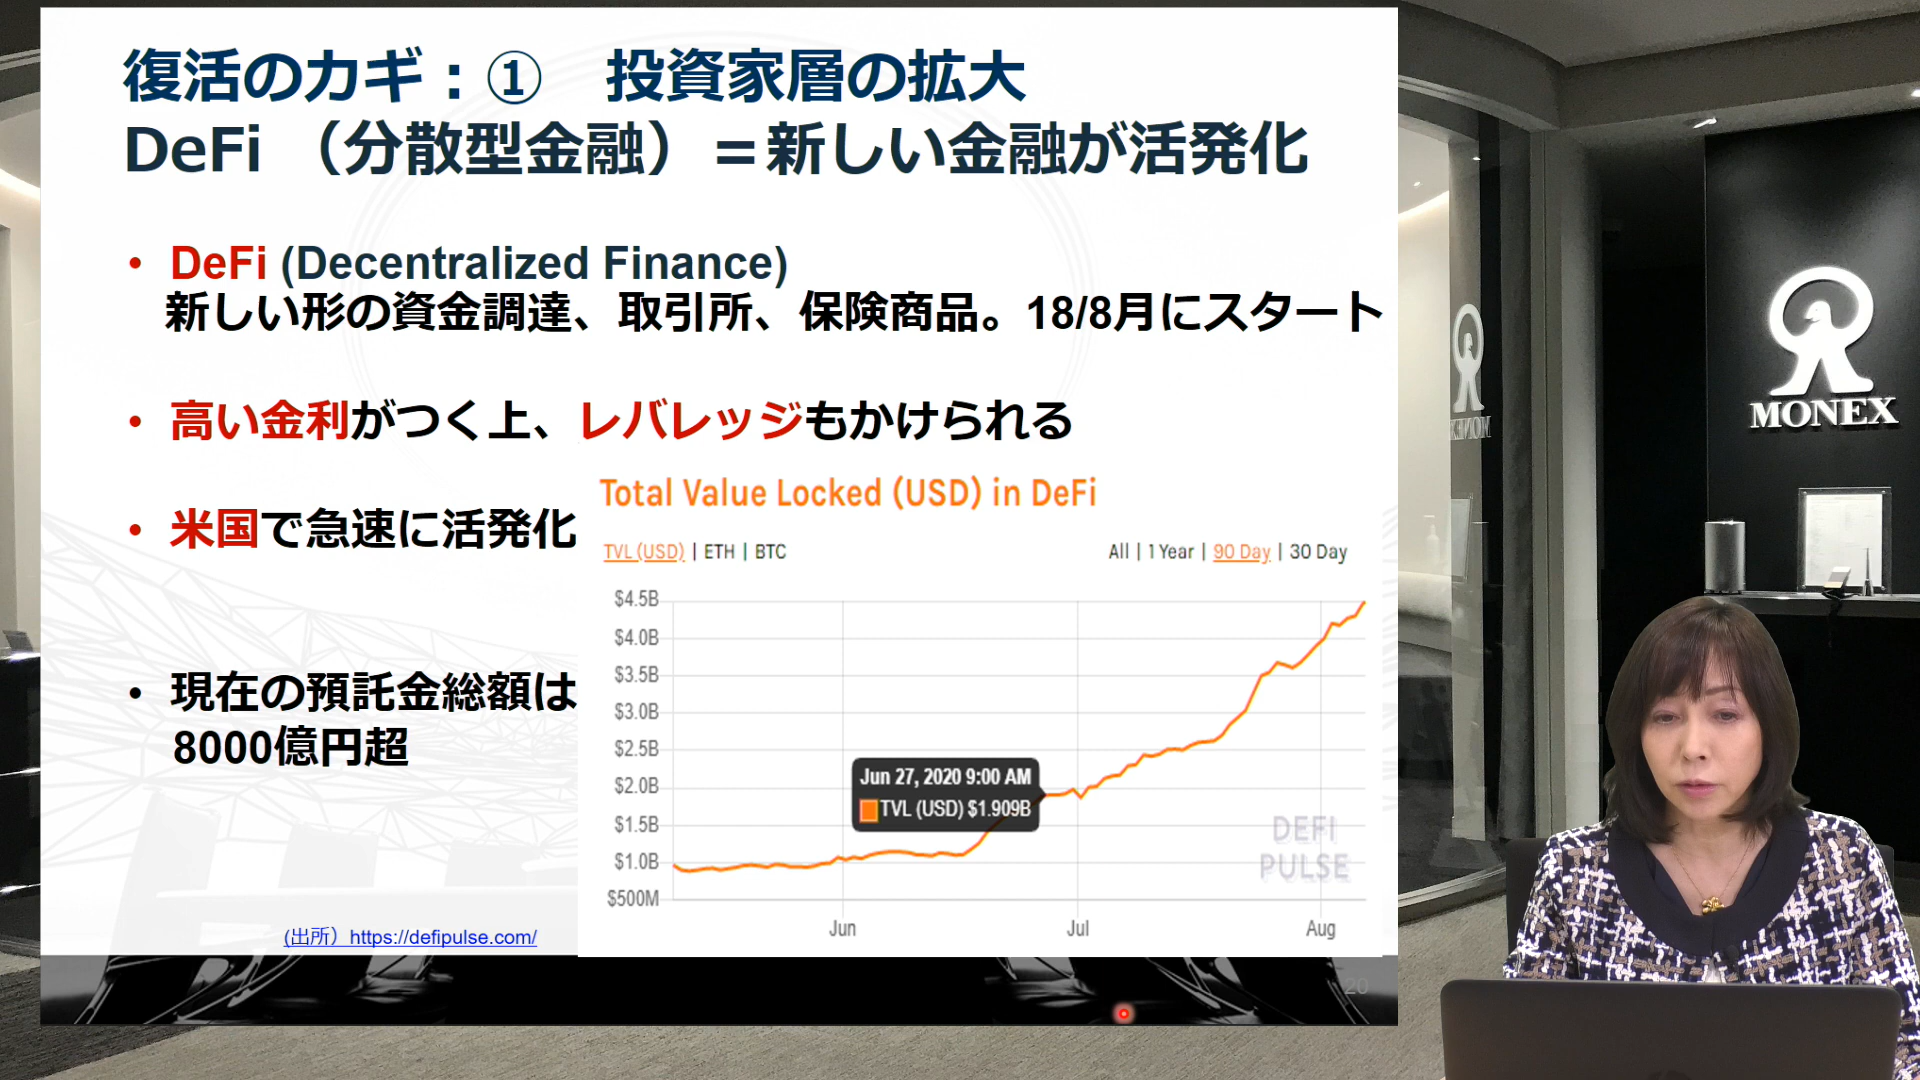 復活のカギ：①　投資家層の拡大
DeFi （分散型金融）＝新しい金融が活発化
• DeFi (Decentralized Finance)
新しい形の資金調達、取引所、保険商品。18/8月にスタート
• 高い金利がつく上、レバレッジもかけられる
• 米国で急速に活発化
• 現在の預託金総額は
8000億円超
(出所）https://defipulse.com/
Total Value Locked (USD) in DeFi
TVL (USD) | ETH | BTC
All | 1 Year | 90 Day | 30 Day
$4.5B
$4.0B
$3.5B
$3.0B
$2.5B
$2.0B
$1.5B
$1.0B
$500M
Jun 27, 2020 9:00 AM
TVL (USD) $1.909B
DEFI
PULSE
Jun
Jul
Aug
20
MONEX
MONEX